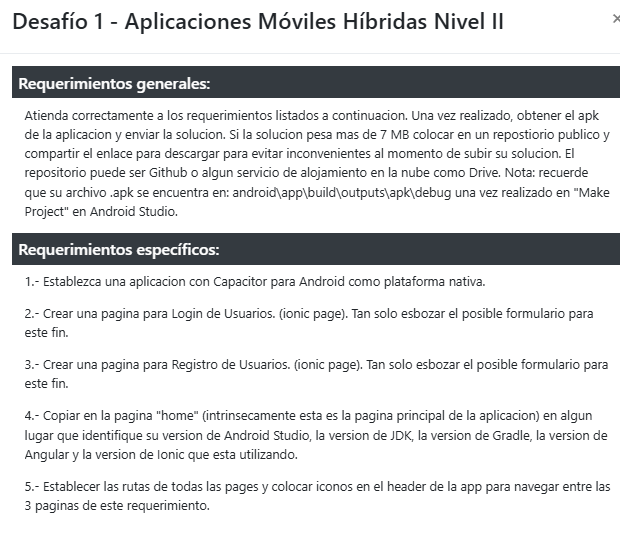 Desafío 1 - Aplicaciones Móviles Híbridas Nivel II
×
Requerimientos generales:
Atienda correctamente a los requerimientos listados a continuacion. Una vez realizado, obtener el apk
de la aplicacion y enviar la solucion. Si la solucion pesa mas de 7 MB colocar en un repostiorio publico y
compartir el enlace para descargar para evitar inconvenientes al momento de subir su solucion. El
repositorio puede ser Github o algun servicio de alojamiento en la nube como Drive. Nota: recuerde
que su archivo .apk se encuentra en: android\app\build\outputs\apk\debug una vez realizado en "Make
Project" en Android Studio.
Requerimientos específicos:
1.- Establezca una aplicacion con Capacitor para Android como plataforma nativa.
2.- Crear una pagina para Login de Usuarios. (ionic page). Tan solo esbozar el posible formulario para
este fin.
3.- Crear una pagina para Registro de Usuarios. (ionic page). Tan solo esbozar el posible formulario para
este fin.
4.- Copiar en la pagina "home" (intrinsecamente esta es la pagina principal de la aplicacion) en algun
lugar que identifique su version de Android Studio, la version de JDK, la version de Gradle, la version de
Angular y la version de Ionic que esta utilizando.
5.- Establecer las rutas de todas las pages y colocar iconos en el header de la app para navegar entre las
3 paginas de este requerimiento.